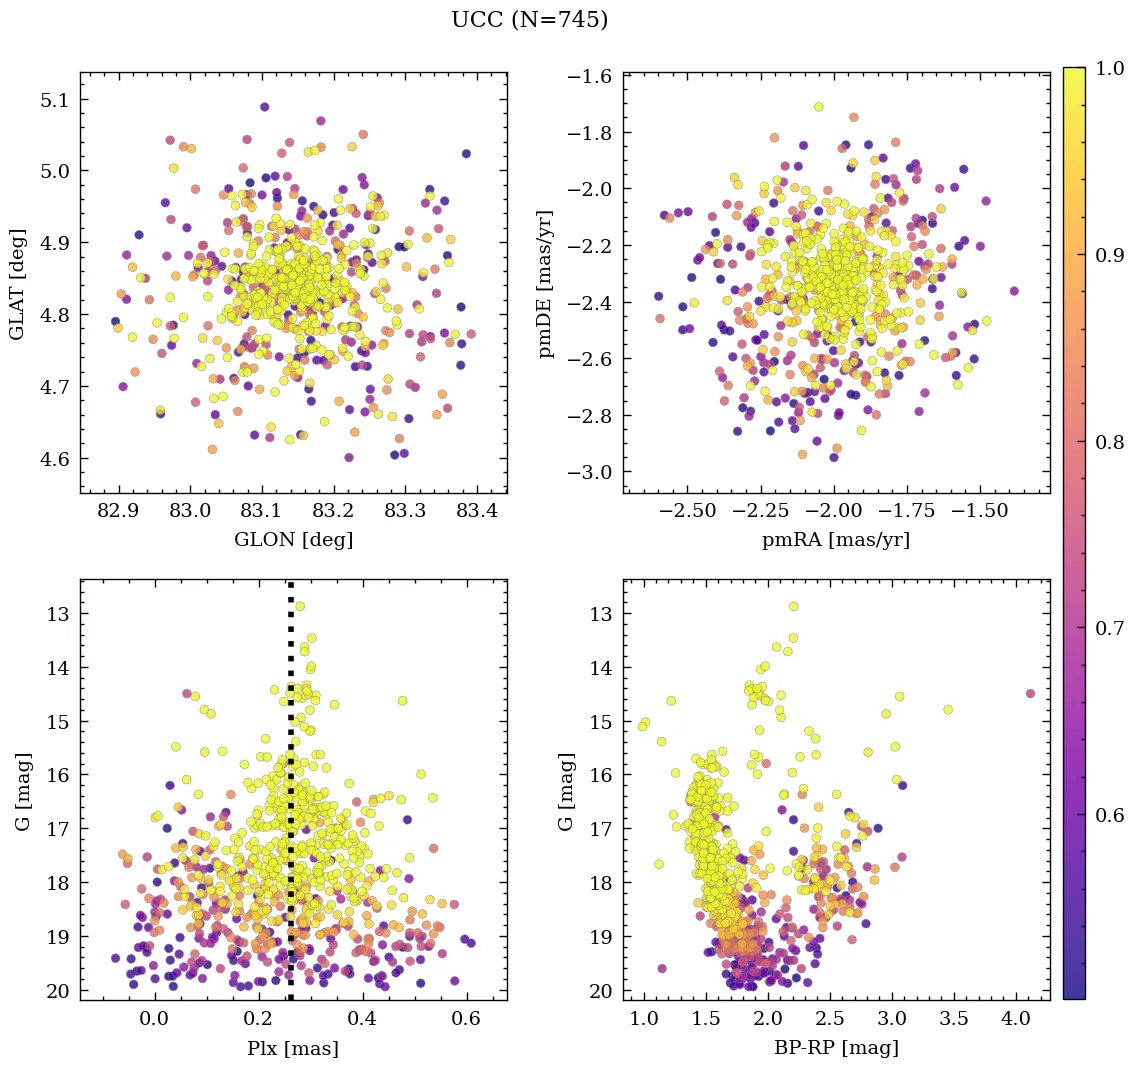 UCC (N=745)
5.1
5.0
4.9
4.8
4.7
4.6
GLAT [deg]
82.9 83.0 83.1 83.2 83.3 83.4
GLON [deg]
−1.6
−1.8
−2.0
−2.2
−2.4
−2.6
−2.8
−3.0
pmDE [mas/yr]
−2.50 −2.25 −2.00 −1.75 −1.50
pmRA [mas/yr]
1.0
0.9
0.8
0.7
0.6
13
14
15
16
17
18
19
20
G [mag]
0.0 0.2 0.4 0.6
Plx [mas]
13
14
15
16
17
18
19
20
G [mag]
1.0 1.5 2.0 2.5 3.0 3.5 4.0
BP-RP [mag]